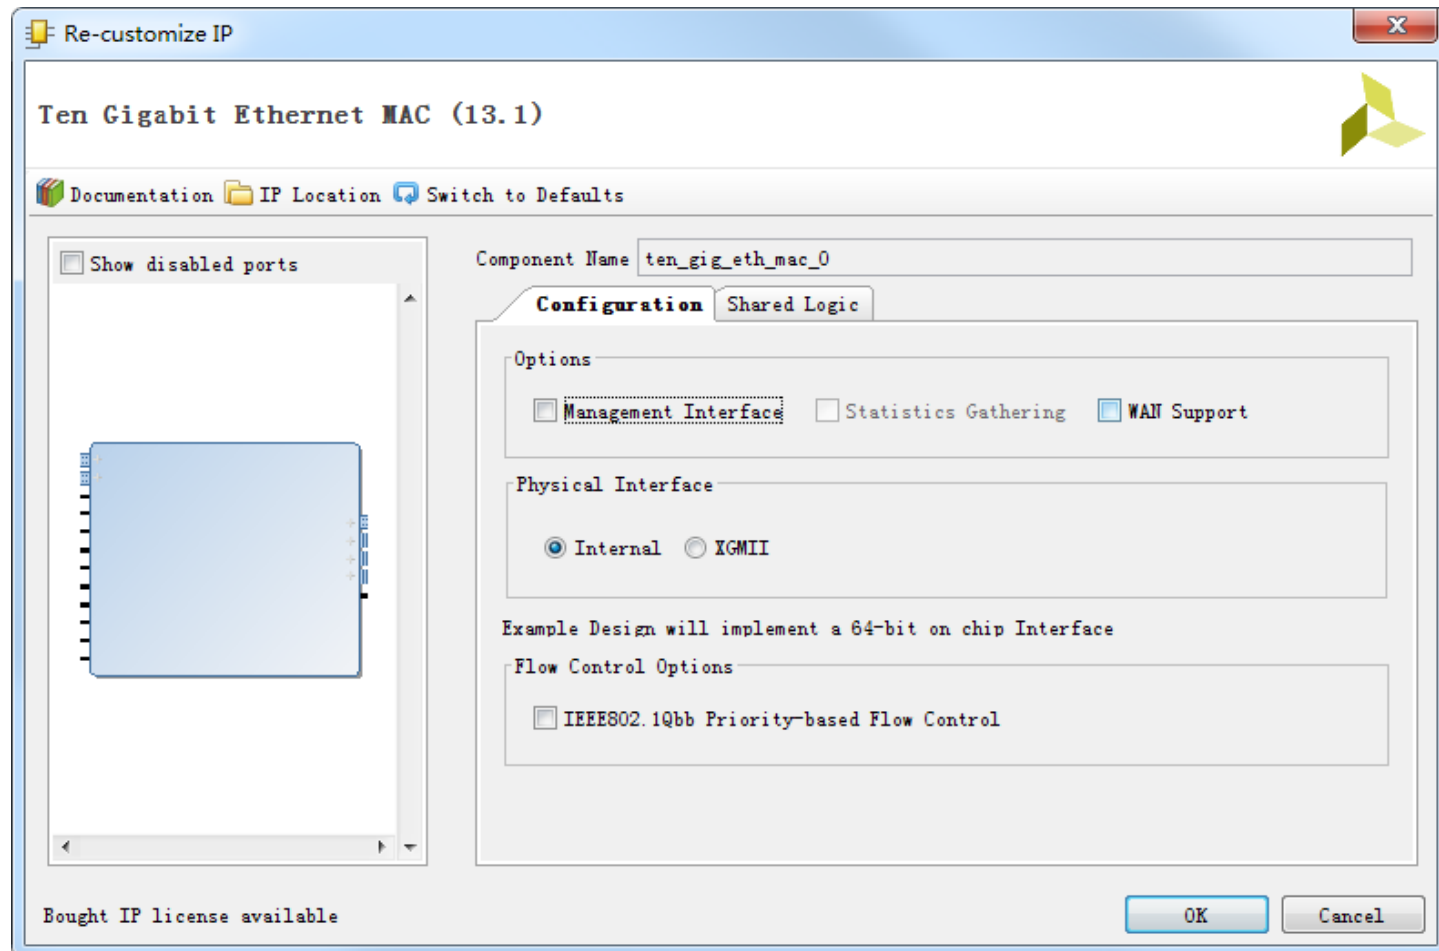 Re-customize IP
Ten Gigabit Ethernet MAC (13.1)
Documentation IP Location Switch to Defaults
Show disabled ports
Component Name ten_gig_eth_mac_0
Configuration Shared Logic
Options
Management Interface Statistics Gathering WAN Support
Physical Interface
Internal XGMII
Example Design will implement a 64-bit on chip Interface
Flow Control Options
IEEE802.1Qbb Priority-based Flow Control
Bought IP license available
OK Cancel